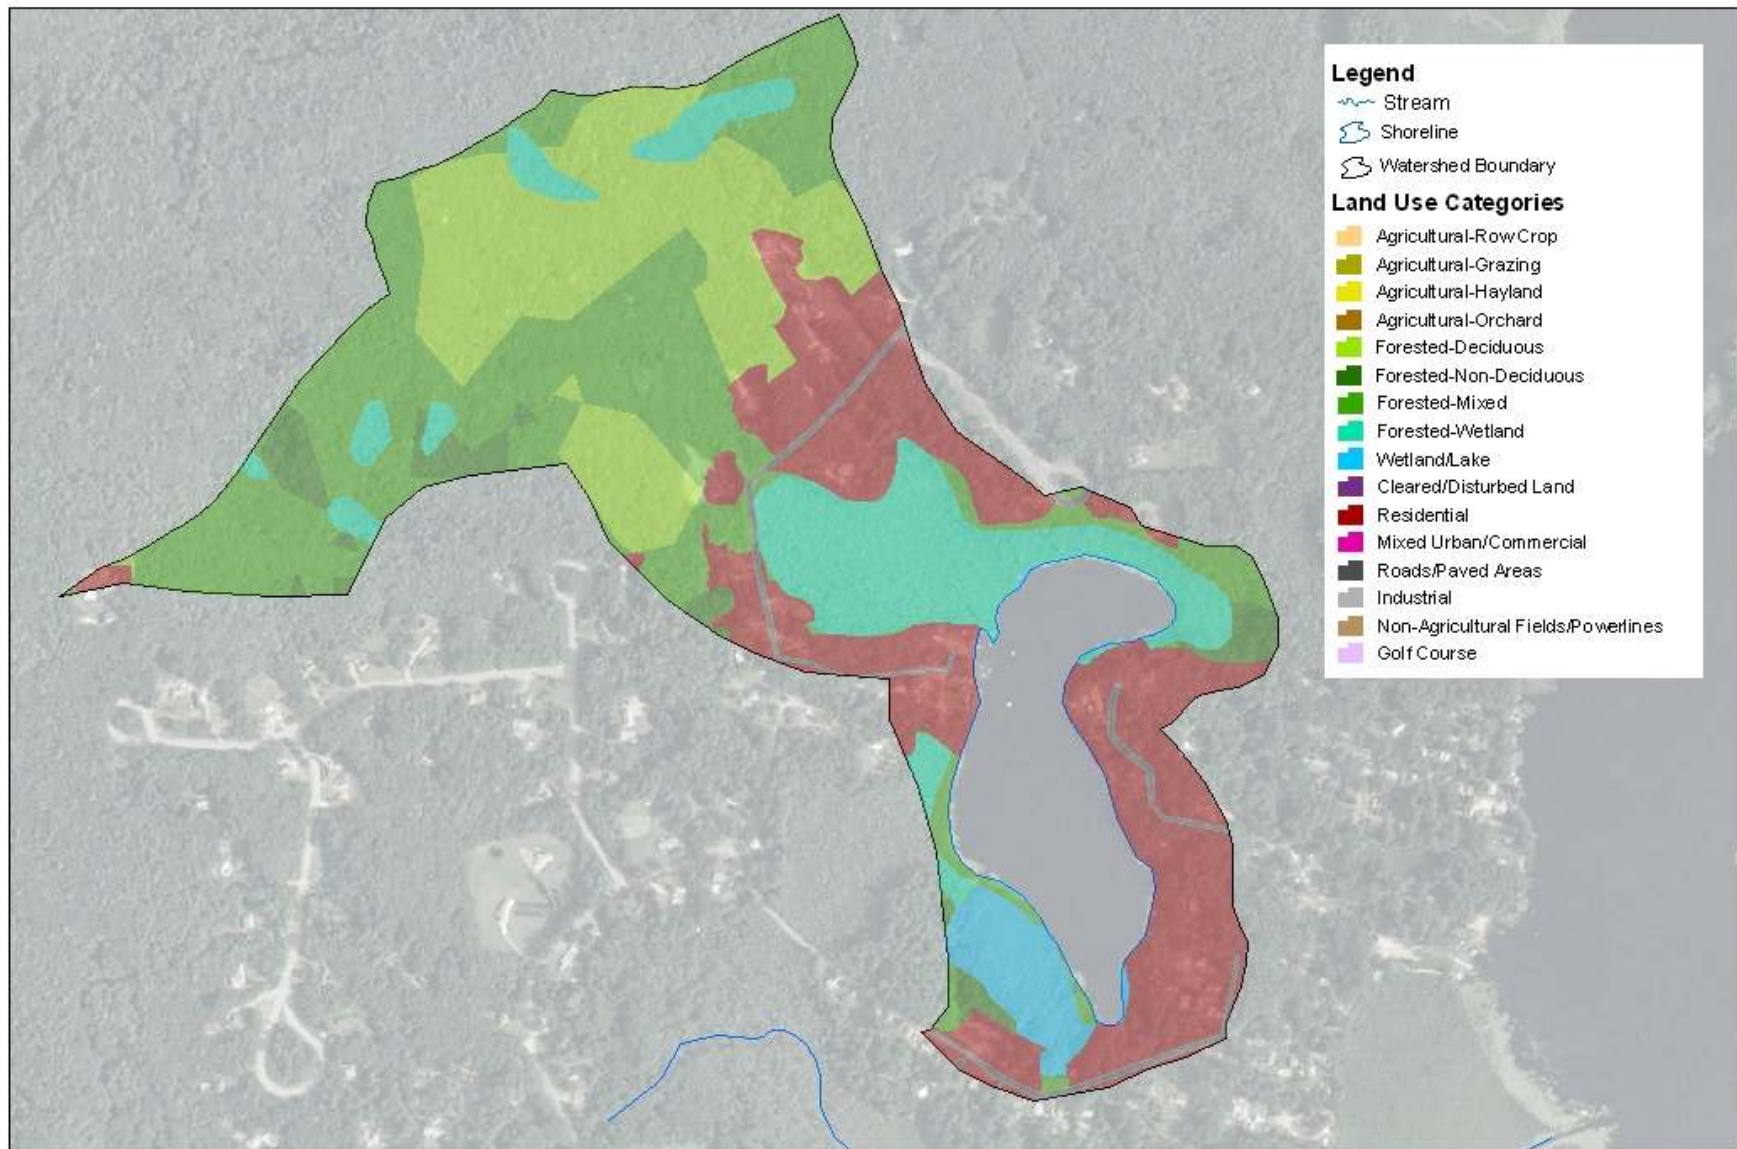 Legend
Stream
Shoreline
Watershed Boundary
Land Use Categories
Agricultural-Row Crop
Agricultural-Grazing
Agricultural-Hayland
Agricultural-Orchard
Forested-Deciduous
Forested-Non-Deciduous
Forested-Mixed
Forested-Wetland
Wetland/Lake
Cleared/Disturbed Land
Residential
Mixed Urban/Commercial
Roads/Paved Areas
Industrial
Non-Agricultural Fields/Powerlines
Golf Course